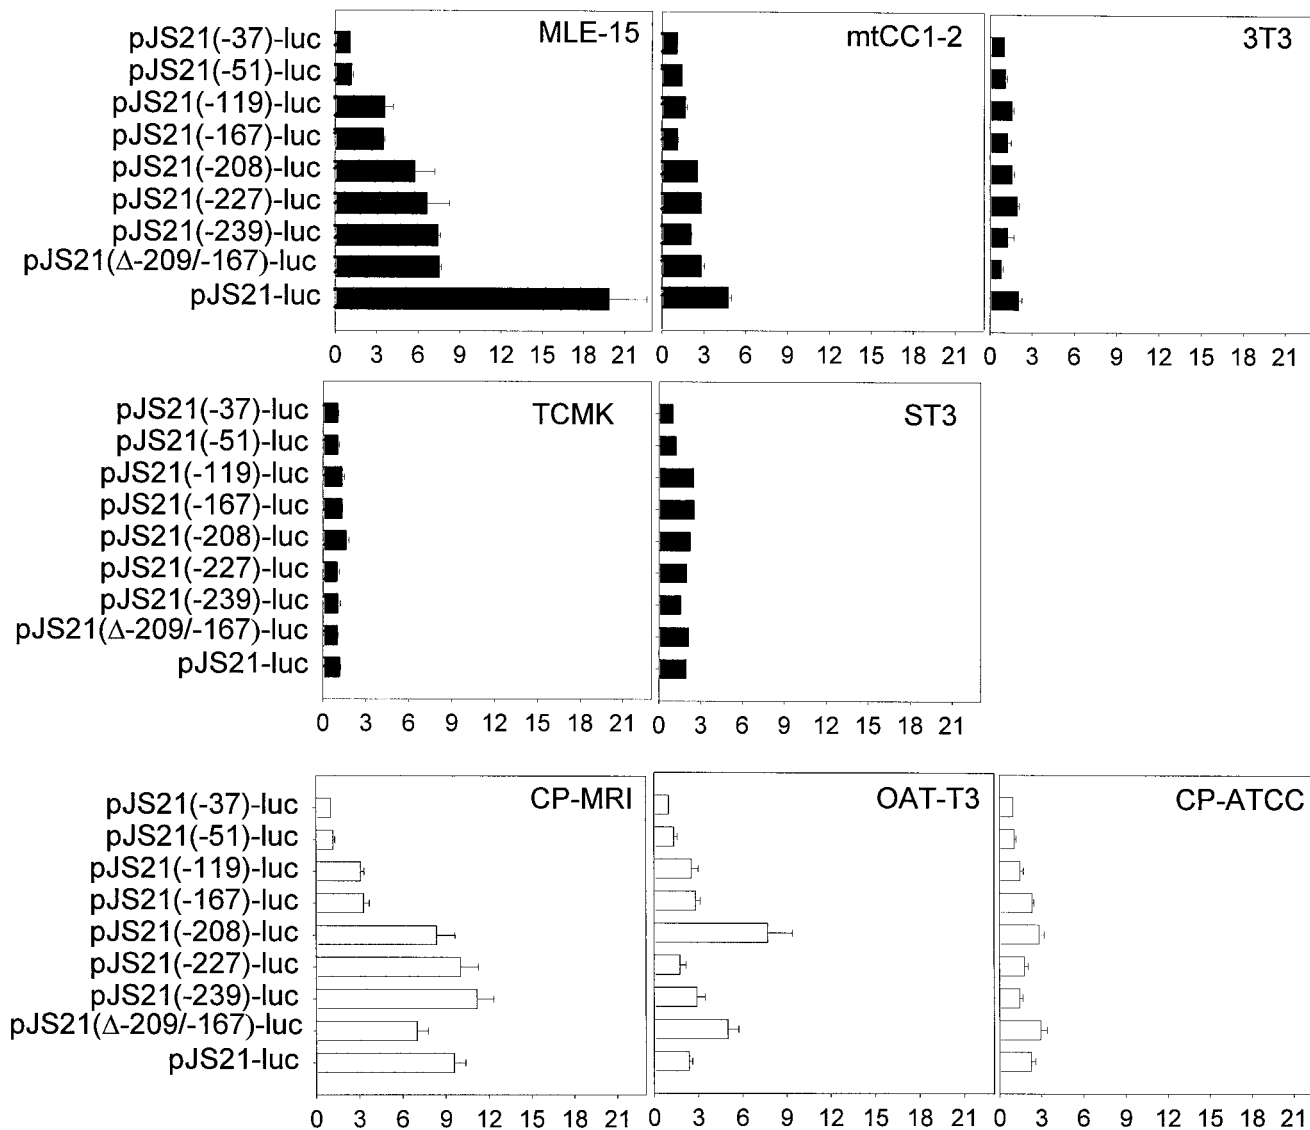 MLE-15
mtCC1-2
3T3
pJS21(-37)-luc
pJS21(-51)-luc
pJS21(-119)-luc
pJS21(-167)-luc
pJS21(-208)-luc
pJS21(-227)-luc
pJS21(-239)-luc
pJS21(Δ-209/-167)-luc
pJS21-luc
0 3 6 9 12 15 18 21
0 3 6 9 12 15 18 21
0 3 6 9 12 15 18 21
TCMK
ST3
pJS21(-37)-luc
pJS21(-51)-luc
pJS21(-119)-luc
pJS21(-167)-luc
pJS21(-208)-luc
pJS21(-227)-luc
pJS21(-239)-luc
pJS21(Δ-209/-167)-luc
pJS21-luc
0 3 6 9 12 15 18 21
0 3 6 9 12 15 18 21
CP-MRI
OAT-T3
CP-ATCC
pJS21(-37)-luc
pJS21(-51)-luc
pJS21(-119)-luc
pJS21(-167)-luc
pJS21(-208)-luc
pJS21(-227)-luc
pJS21(-239)-luc
pJS21(Δ-209/-167)-luc
pJS21-luc
0 3 6 9 12 15 18 21
0 3 6 9 12 15 18 21
0 3 6 9 12 15 18 21